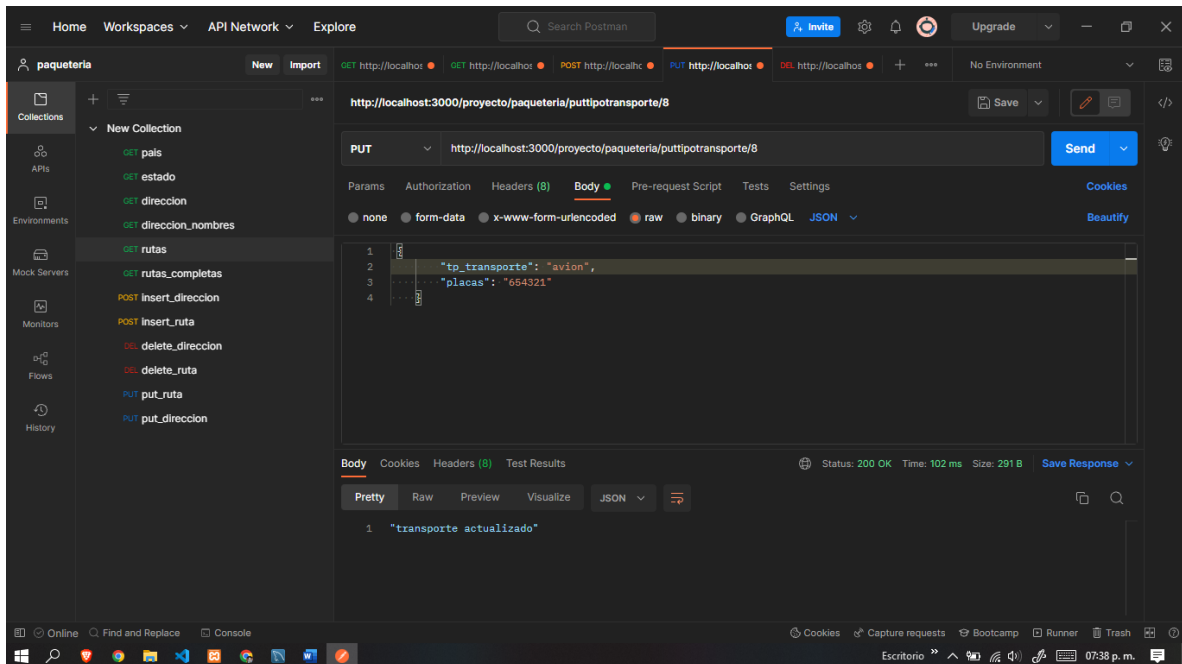 Home Workspaces API Network Explore Search Postman Invite Upgrade
paqueteria New Import GET http://localhos GET http://localhos POST http://localhc PUT http://localhos DEL http://localhos No Environment
Collections
APIs
Environments
Mock Servers
Monitors
Flows
History
New Collection
GET pais
GET estado
GET direccion
GET direccion_nombres
GET rutas
GET rutas_completas
POST insert_direccion
POST insert_ruta
DEL delete_direccion
DEL delete_ruta
PUT put_ruta
PUT put_direccion
http://localhost:3000/proyecto/paqueteria/puttipotransporte/8 Save
PUT http://localhost:3000/proyecto/paqueteria/puttipotransporte/8 Send
Params Authorization Headers (8) Body Pre-request Script Tests Settings Cookies
none form-data x-www-form-urlencoded raw binary GraphQL JSON Beautify
1 {
2 "tp_transporte": "avion",
3 "placas": "654321"
4 }
Body Cookies Headers (8) Test Results Status: 200 OK Time: 102 ms Size: 291 B Save Response
Pretty Raw Preview Visualize JSON
1 "transporte actualizado"
Online Find and Replace Console Cookies Capture requests Bootcamp Runner Trash
Escritorio 07:38 p. m.